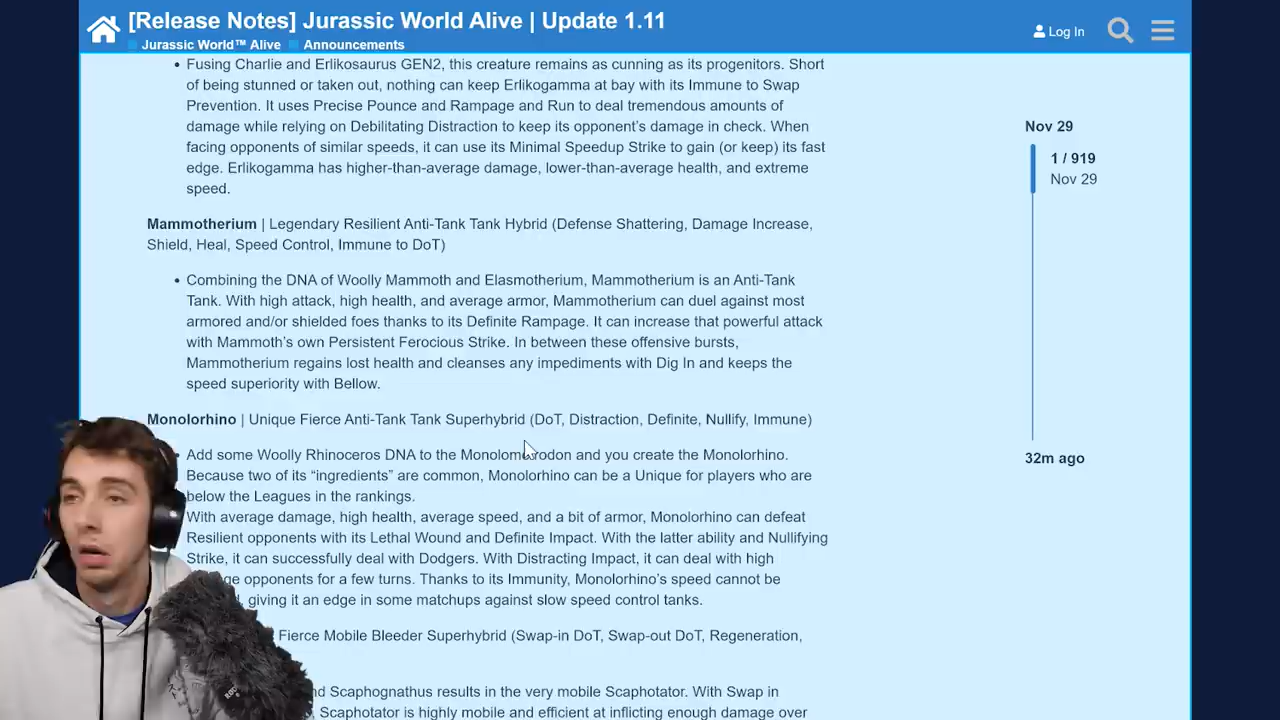 [Release Notes] Jurassic World Alive | Update 1.11
Jurassic World™ Alive Announcements
Log In
Fusing Charlie and Erlikosaurus GEN2, this creature remains as cunning as its progenitors. Short
of being stunned or taken out, nothing can keep Erlikogamma at bay with its Immune to Swap
Prevention. It uses Precise Pounce and Rampage and Run to deal tremendous amounts of
damage while relying on Debilitating Distraction to keep its opponent's damage in check. When
facing opponents of similar speeds, it can use its Minimal Speedup Strike to gain (or keep) its fast
edge. Erlikogamma has higher-than-average damage, lower-than-average health, and extreme
speed.
Mammotherium | Legendary Resilient Anti-Tank Tank Hybrid (Defense Shattering, Damage Increase,
Shield, Heal, Speed Control, Immune to DoT)
Combining the DNA of Woolly Mammoth and Elasmotherium, Mammotherium is an Anti-Tank
Tank. With high attack, high health, and average armor, Mammotherium can duel against most
armored and/or shielded foes thanks to its Definite Rampage. It can increase that powerful attack
with Mammoth's own Persistent Ferocious Strike. In between these offensive bursts,
Mammotherium regains lost health and cleanses any impediments with Dig In and keeps the
speed superiority with Bellow.
Monolorhino | Unique Fierce Anti-Tank Tank Superhybrid (DoT, Distraction, Definite, Nullify, Immune)
Add some Woolly Rhinoceros DNA to the Monolometrodon and you create the Monolorhino.
Because two of its “ingredients” are common, Monolorhino can be a Unique for players who are
below the Leagues in the rankings.
With average damage, high health, average speed, and a bit of armor, Monolorhino can defeat
Resilient opponents with its Lethal Wound and Definite Impact. With the latter ability and Nullifying
Strike, it can successfully deal with Dodgers. With Distracting Impact, it can deal with high
opponents for a few turns. Thanks to its Immunity, Monolorhino's speed cannot be
, giving it an edge in some matchups against slow speed control tanks.
Fierce Mobile Bleeder Superhybrid (Swap-in DoT, Swap-out DoT, Regeneration,
Scaphognathus results in the very mobile Scaphotator. With Swap in
, Scaphotator is highly mobile and efficient at inflicting enough damage over
Nov 29
1 / 919
Nov 29
32m ago